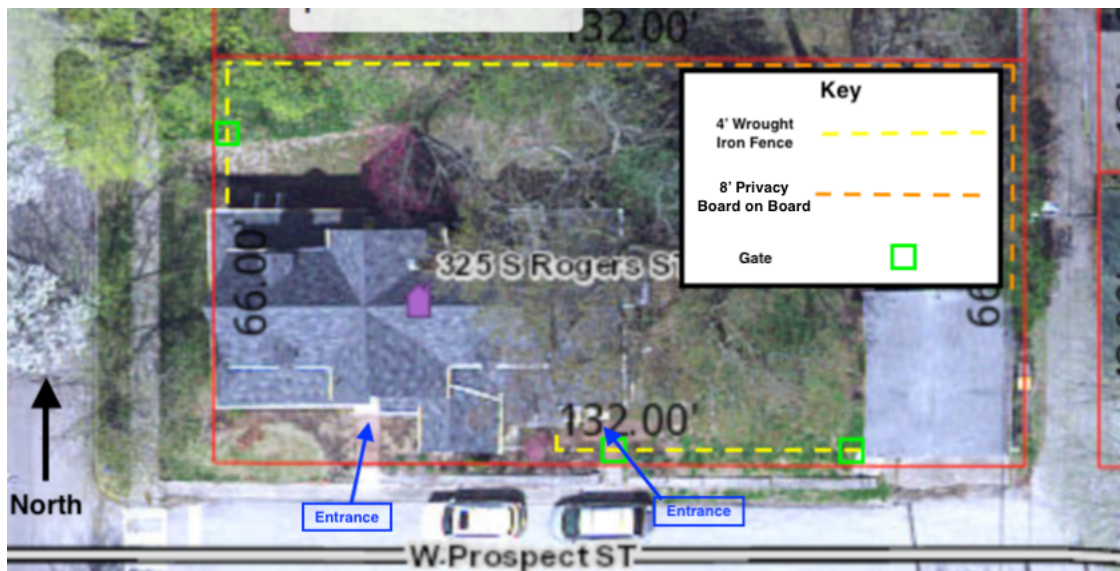 132.00'
Key
4' Wrought
Iron Fence
8' Privacy
Board on Board
Gate
325 S Rogers ST
66.00'
66
132.00'
North
Entrance
Entrance
W.Prospect ST